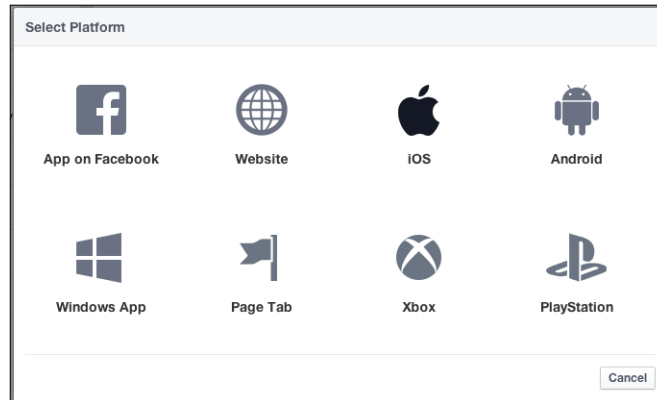 Select Platform
App on Facebook Website iOS Android
Windows App Page Tab Xbox PlayStation
Cancel